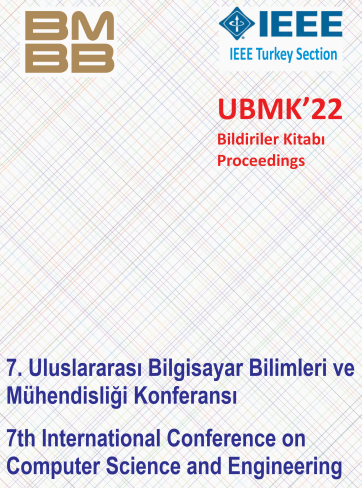 BM
BB
IEEE
IEEE Turkey Section
UBMK’22
Bildiriler Kitabı
Proceedings
7. Uluslararası Bilgisayar Bilimleri ve
Mühendisliği Konferansı
7th International Conference on
Computer Science and Engineering